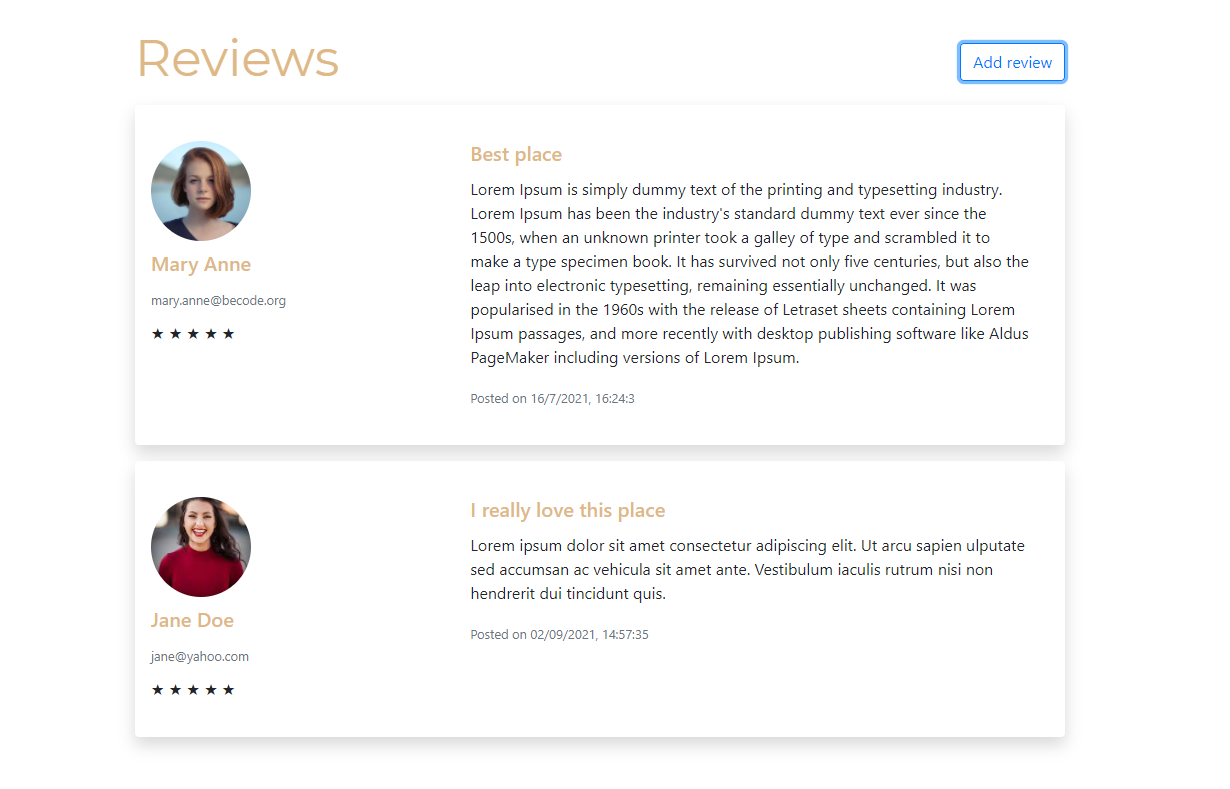 Reviews
Add review
Mary Anne
mary.anne@becode.org
★ ★ ★ ★ ★
Best place
Lorem Ipsum is simply dummy text of the printing and typesetting industry.
Lorem Ipsum has been the industry's standard dummy text ever since the
1500s, when an unknown printer took a galley of type and scrambled it to
make a type specimen book. It has survived not only five centuries, but also the
leap into electronic typesetting, remaining essentially unchanged. It was
popularised in the 1960s with the release of Letraset sheets containing Lorem
Ipsum passages, and more recently with desktop publishing software like Aldus
PageMaker including versions of Lorem Ipsum.
Posted on 16/7/2021, 16:24:3
Jane Doe
jane@yahoo.com
★ ★ ★ ★ ★
I really love this place
Lorem ipsum dolor sit amet consectetur adipiscing elit. Ut arcu sapien ulputate
sed accumsan ac vehicula sit amet ante. Vestibulum iaculis rutrum nisi non
hendrerit dui tincidunt quis.
Posted on 02/09/2021, 14:57:35